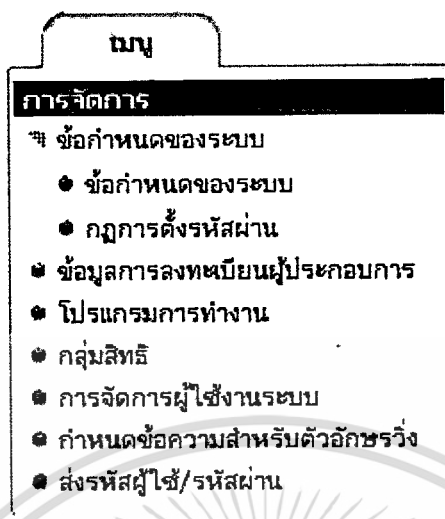 เมนู
การจัดการ
ข้อกำหนดของระบบ
ข้อกำหนดของระบบ
กฏการตั้งรหัสผ่าน
ข้อมูลการลงทะเบียนผู้ประกอบการ
โปรแกรมการทำงาน
กลุ่มสิทธิ์
การจัดการผู้ใช้งานระบบ
กำหนดข้อความสำหรับตัวอักษรวิ่ง
ส่งรหัสผู้ใช้/รหัสผ่าน